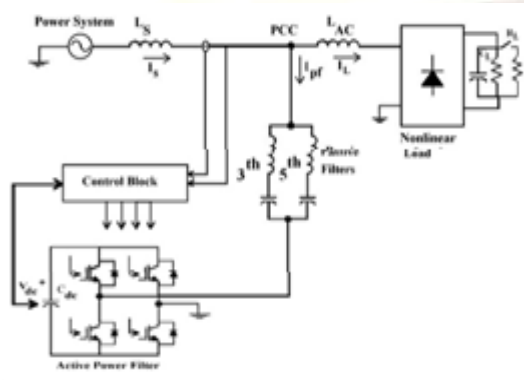 Power System
L_S
I_s
PCC
L_AC
I_L
I_pf
R_L
Nonlinear
Load
3th
5th
Passive
Filters
Control Block
V_dc
+
C_dc
Active Power Filter